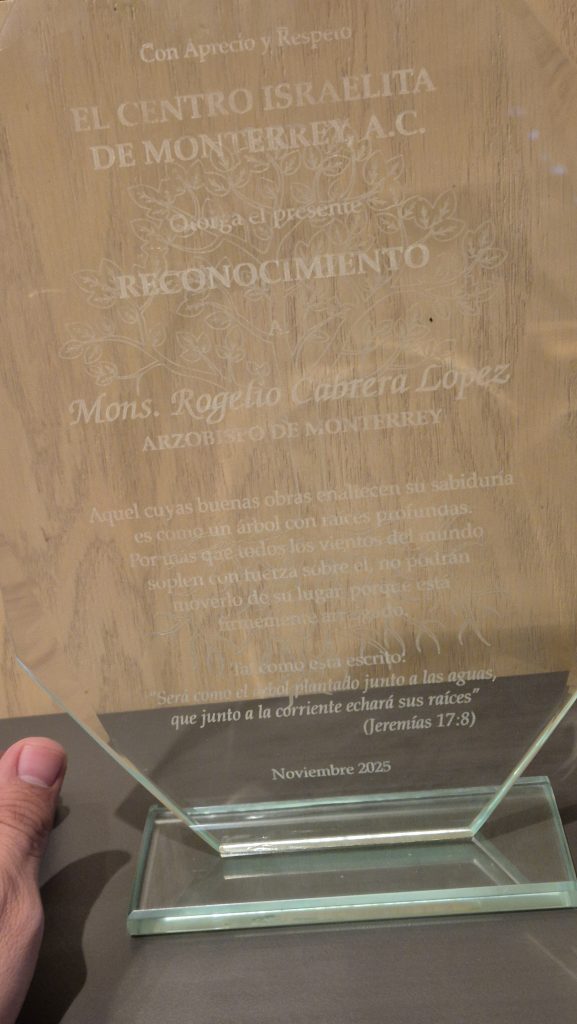 Con Aprecio y Respeto
EL CENTRO ISRAELITA
DE MONTERREY, A.C.
Otorga el presente
RECONOCIMIENTO
A
Mons. Rogelio Cabrera López
ARZOBISPO DE MONTERREY
Aquel cuyas buenas obras enaltecen su sabiduría
es como un árbol con raíces profundas.
Por más que todos los vientos del mundo
soplen con fuerza sobre él, no podrán
moverlo de su lugar, porque está
firmemente arraigado.
Tal como está escrito:
"Será como el árbol plantado junto a las aguas,
que junto a la corriente echará sus raíces"
(Jeremías 17:8)
Noviembre 2025